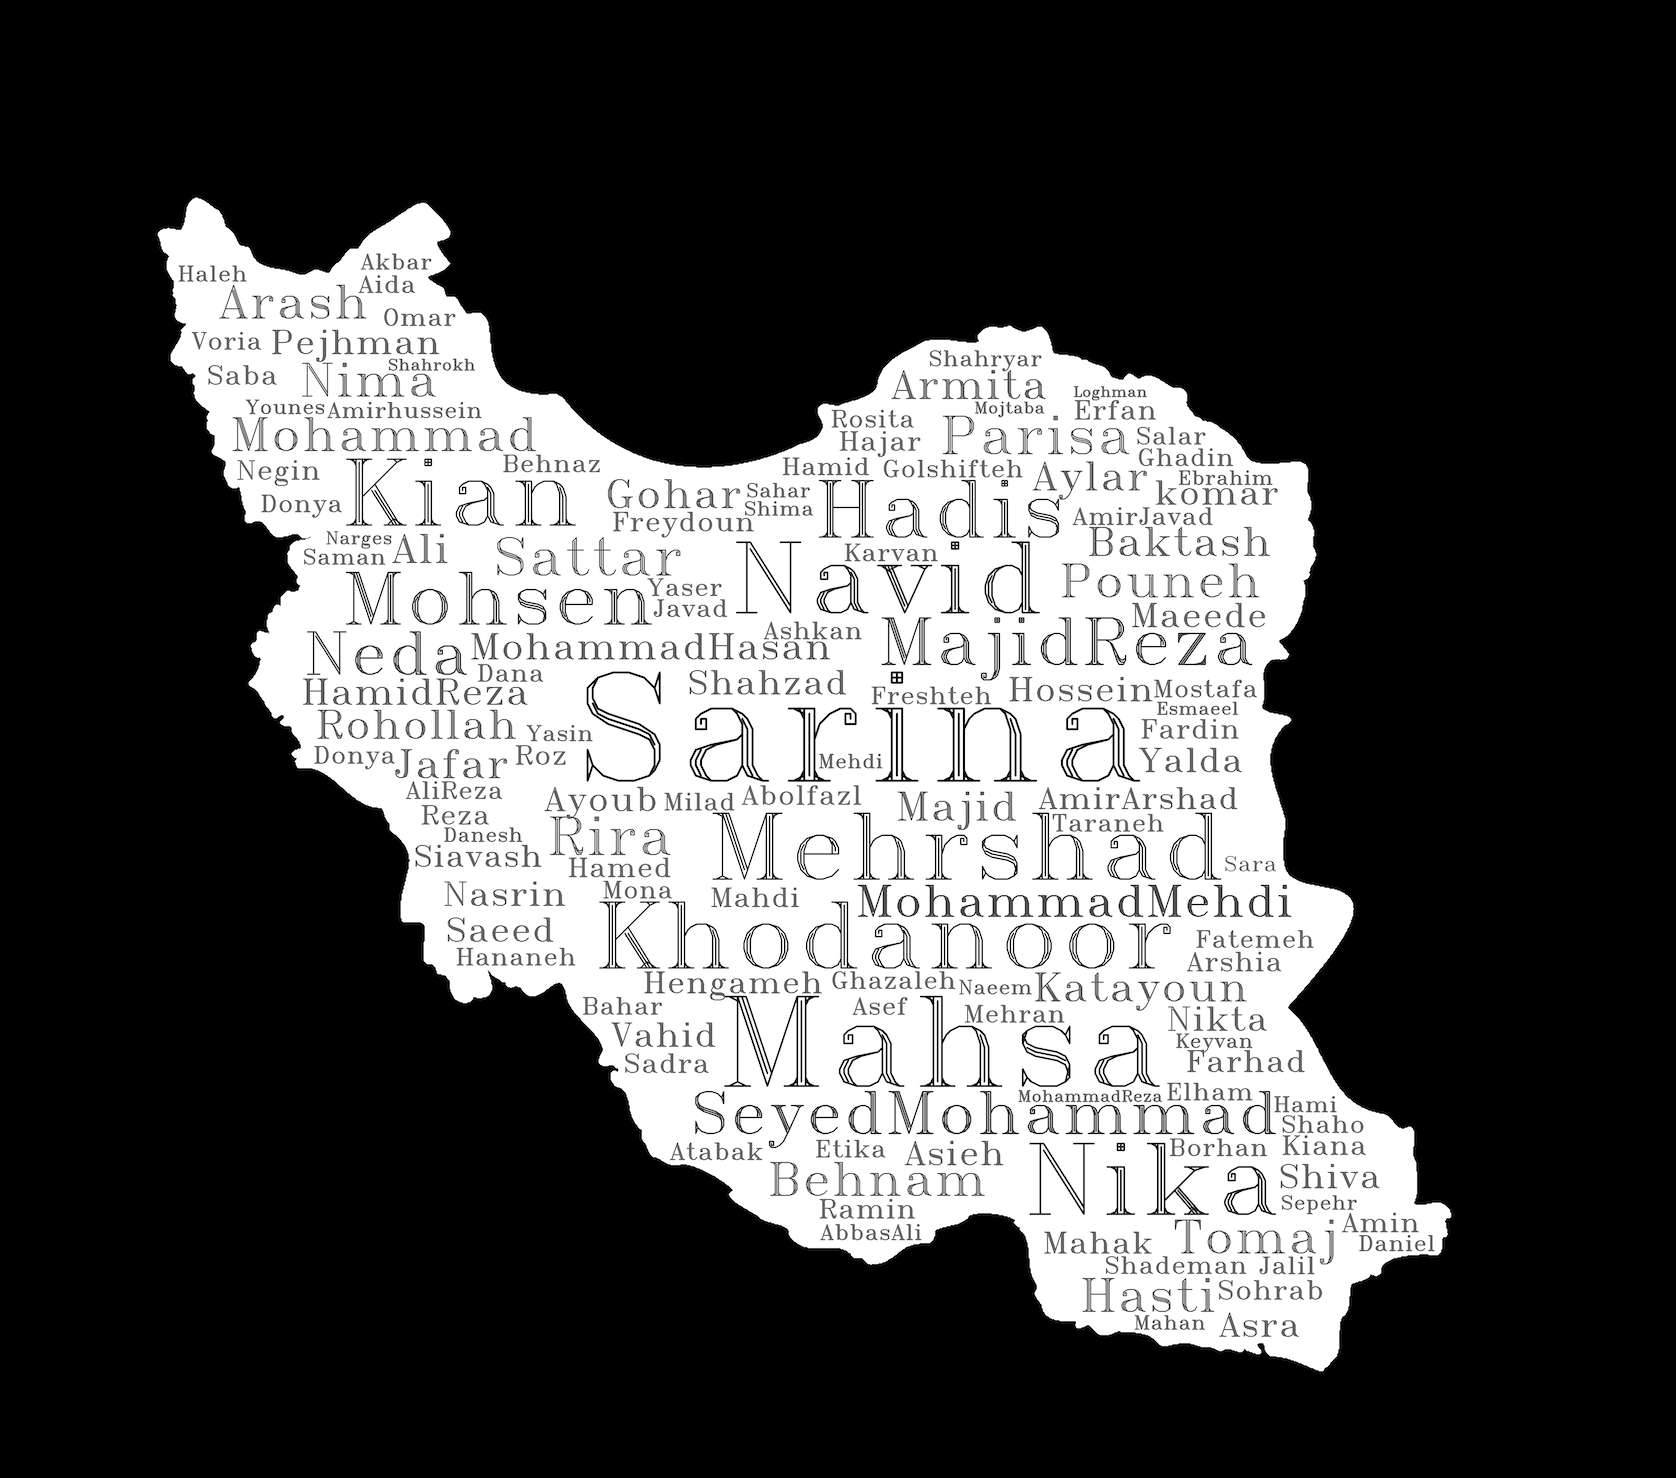 Akbar
Haleh
Aida
Arash
Omar
Voria Pejhman
Shahrokh
Saba Nima
Younes Amirhussein
Mohammad
Negin Kian Behnaz
Donya
Shahryar
Armita
Loghman
Rosita Mojtaba Erfan
Hajar Parisa Salar
Ghadin
Hamid Golshifteh Aylar Ebrahim
komar
Gohar Sahar Hadis
Freydoun Shima AmirJavad
Narges
Saman Ali Sattar Karvan Baktash
Navid
Mohsen Yaser Pouneh
Javad Maeede
Ashkan
Neda MohammadHasan MajidReza
Dana
HamidReza Shahzad Freshteh Hossein Mostafa
Esmaeel
Rohollah Yasin Sarina Fardin
Donya Jafar Roz Mehdi Yalda
AliReza Ayoub Milad Abolfazl Majid AmirArshad
Reza Taraneh
Danesh Rira Mehrshad
Siavash Hamed Sara
Nasrin Mona Mahdi MohammadMehdi
Saeed Khodanoor Fatemeh
Hananeh Arshia
Hengameh Ghazaleh Naeem Katayoun
Bahar Asef Mehran
Vahid Mahsa Nikta
Keyvan
Sadra Farhad
MohammadReza Elham
SeyedMohammad Hami
Shaho
Atabak Etika Asieh Borhan Kiana
Behnam Nika Shiva
Sepehr
Ramin Amin
AbbasAli Mahak Tomaj Daniel
Shademan Jalil
Hasti Sohrab
Mahan Asra